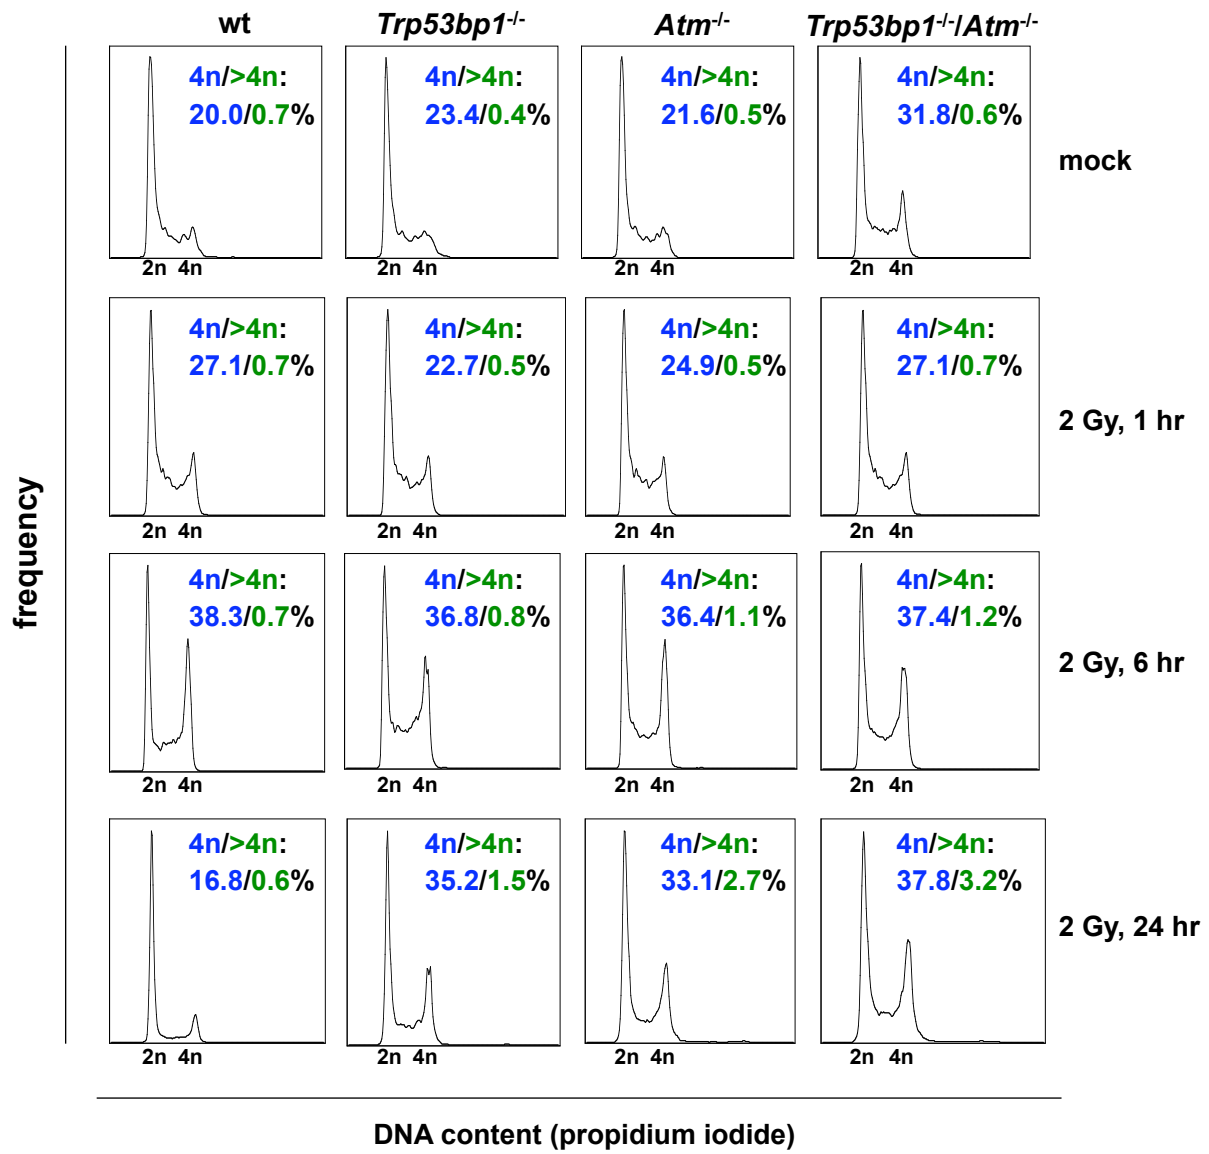 wt Trp53bp1-/- Atm-/- Trp53bp1-/-/Atm-/-
4n/>4n: 4n/>4n: 4n/>4n: 4n/>4n:
20.0/0.7% 23.4/0.4% 21.6/0.5% 31.8/0.6%
mock
2n 4n 2n 4n 2n 4n 2n 4n
4n/>4n: 4n/>4n: 4n/>4n: 4n/>4n:
27.1/0.7% 22.7/0.5% 24.9/0.5% 27.1/0.7%
2 Gy, 1 hr
2n 4n 2n 4n 2n 4n 2n 4n
frequency
4n/>4n: 4n/>4n: 4n/>4n: 4n/>4n:
38.3/0.7% 36.8/0.8% 36.4/1.1% 37.4/1.2%
2 Gy, 6 hr
2n 4n 2n 4n 2n 4n 2n 4n
4n/>4n: 4n/>4n: 4n/>4n: 4n/>4n:
16.8/0.6% 35.2/1.5% 33.1/2.7% 37.8/3.2%
2 Gy, 24 hr
2n 4n 2n 4n 2n 4n 2n 4n
DNA content (propidium iodide)